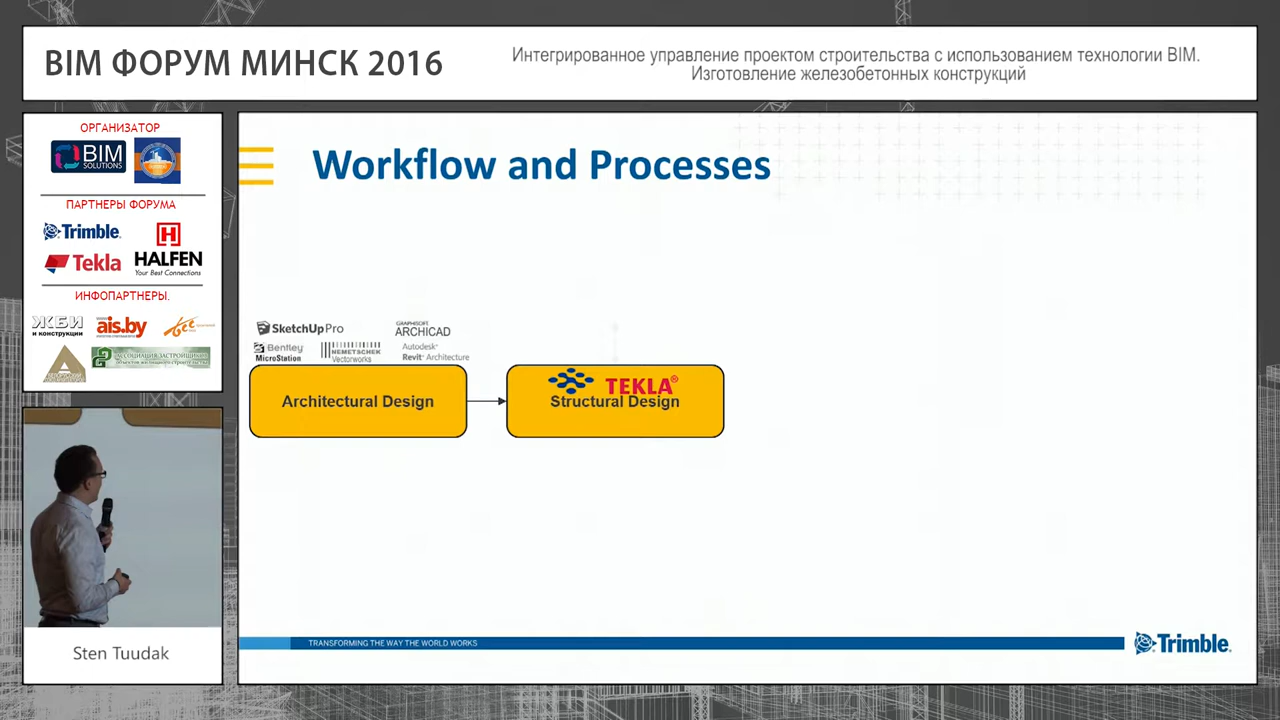 BIM ФОРУМ МИНСК 2016
Интегрированное управление проектом строительства с использованием технологии BIM.
Изготовление железобетонных конструкций
ОРГАНИЗАТОР
BIM
SOLUTIONS
ПАРТНЕРЫ ФОРУМА
Trimble.
HALFEN
Your Best Connections
Tekla
ИНФОПАРТНЕРЫ.
ЖБИ
и конструкции
ais.by
все
АССОЦИАЦИЯ ЗАСТРОЙЩИКОВ
Sten Tuudak
Workflow and Processes
SketchUp Pro
GRAPHISOFT.
ARCHICAD
Bentley
MicroStation
NEMETSCHEK
Vectorworks
Autodesk®
Revit® Architecture
Architectural Design
TEKLA®
Structural Design
TRANSFORMING THE WAY THE WORLD WORKS
Trimble.